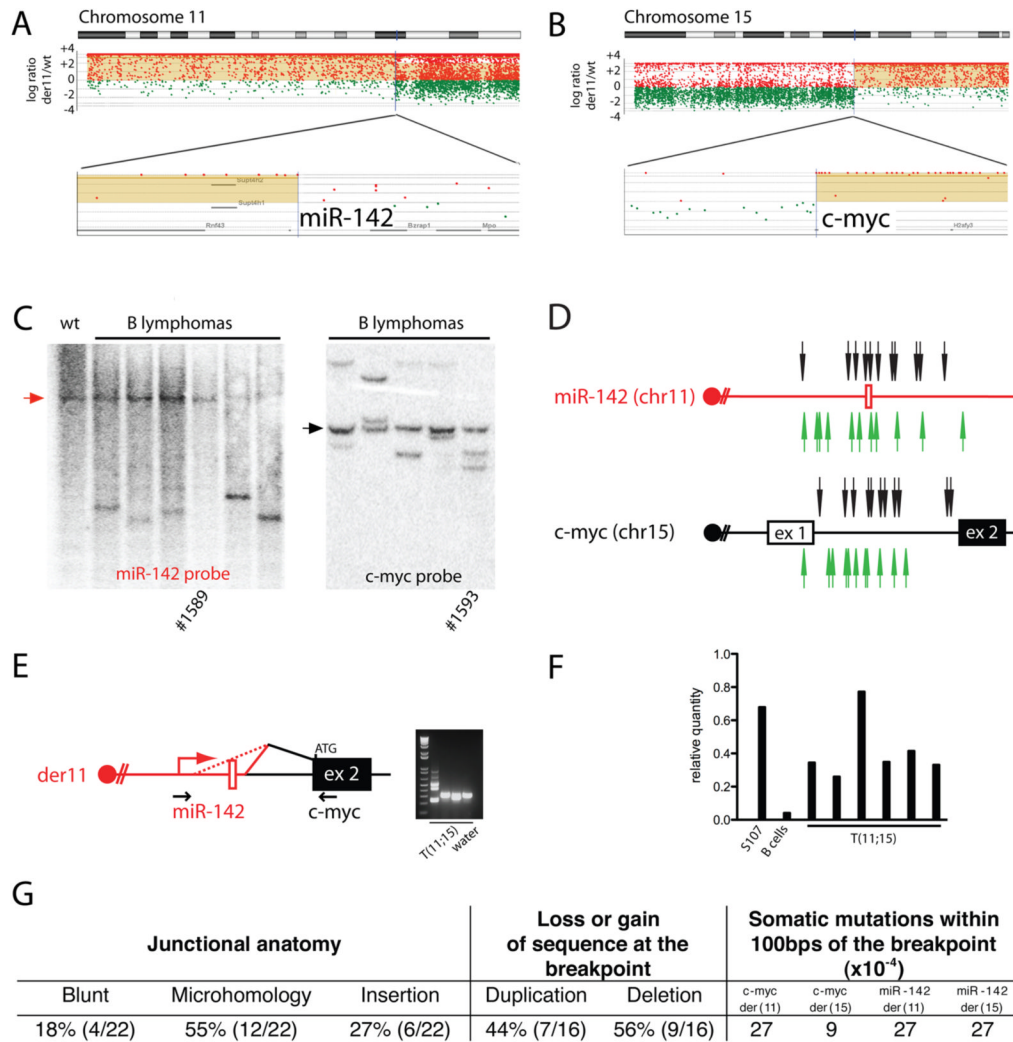 A
Chromosome 11
log ratio
der11/wt
+4
+2
0
-2
-4
Supt4h2
Supt4h1
Rnf43
miR-142
Bzrap1
Mpo
B
Chromosome 15
log ratio
der11/wt
+4
+2
0
-2
-4
c-myc
H2afy3
C
wt
B lymphomas
B lymphomas
miR-142 probe
c-myc probe
#1589
#1593
D
miR-142 (chr11)
c-myc (chr15)
ex 1
ex 2
E
der11
ATG
ex 2
miR-142
c-myc
T(11;15)
water
F
relative quantity
1.0
0.8
0.6
0.4
0.2
0.0
S107
B cells
T(11;15)
G
Junctional anatomy
Loss or gain
of sequence at the
breakpoint
Somatic mutations within
100bps of the breakpoint
(x10⁻⁴)
Blunt
Microhomology
Insertion
Duplication
Deletion
c-myc
der (11)
c-myc
der (15)
miR -142
der(11)
miR -142
der(15)
18% (4/22)
55% (12/22)
27% (6/22)
44% (7/16)
56% (9/16)
27
9
27
27